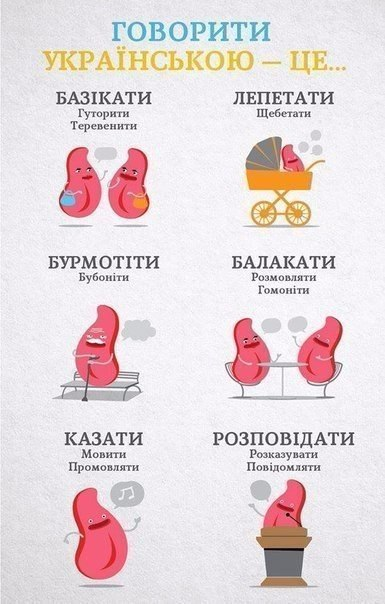 ГОВОРИТИ
УКРАЇНСЬКОЮ — ЦЕ...
БАЗІКАТИ
Гуторити
Теревенити
ЛЕПЕТАТИ
Щебетати
БУРМОТІТИ
Бубоніти
БАЛАКАТИ
Розмовляти
Гомоніти
КАЗАТИ
Мовити
Промовляти
РОЗПОВІДАТИ
Розказувати
Повідомляти